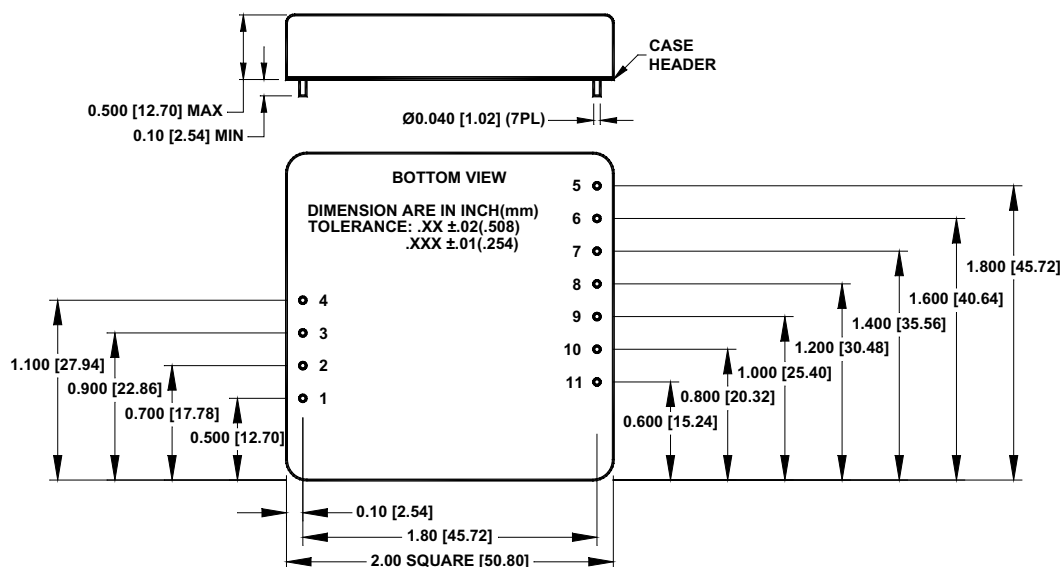 CASE
HEADER
0.500 [12.70] MAX
Ø0.040 [1.02] (7PL)
0.10 [2.54] MIN
BOTTOM VIEW
DIMENSION ARE IN INCH(mm)
TOLERANCE: .XX ±.02(.508)
.XXX ±.01(.254)
5
6
7
8
9
10
11
4
3
2
1
1.800 [45.72]
1.600 [40.64]
1.400 [35.56]
1.200 [30.48]
1.000 [25.40]
0.800 [20.32]
0.600 [15.24]
1.100 [27.94]
0.900 [22.86]
0.700 [17.78]
0.500 [12.70]
0.10 [2.54]
1.80 [45.72]
2.00 SQUARE [50.80]